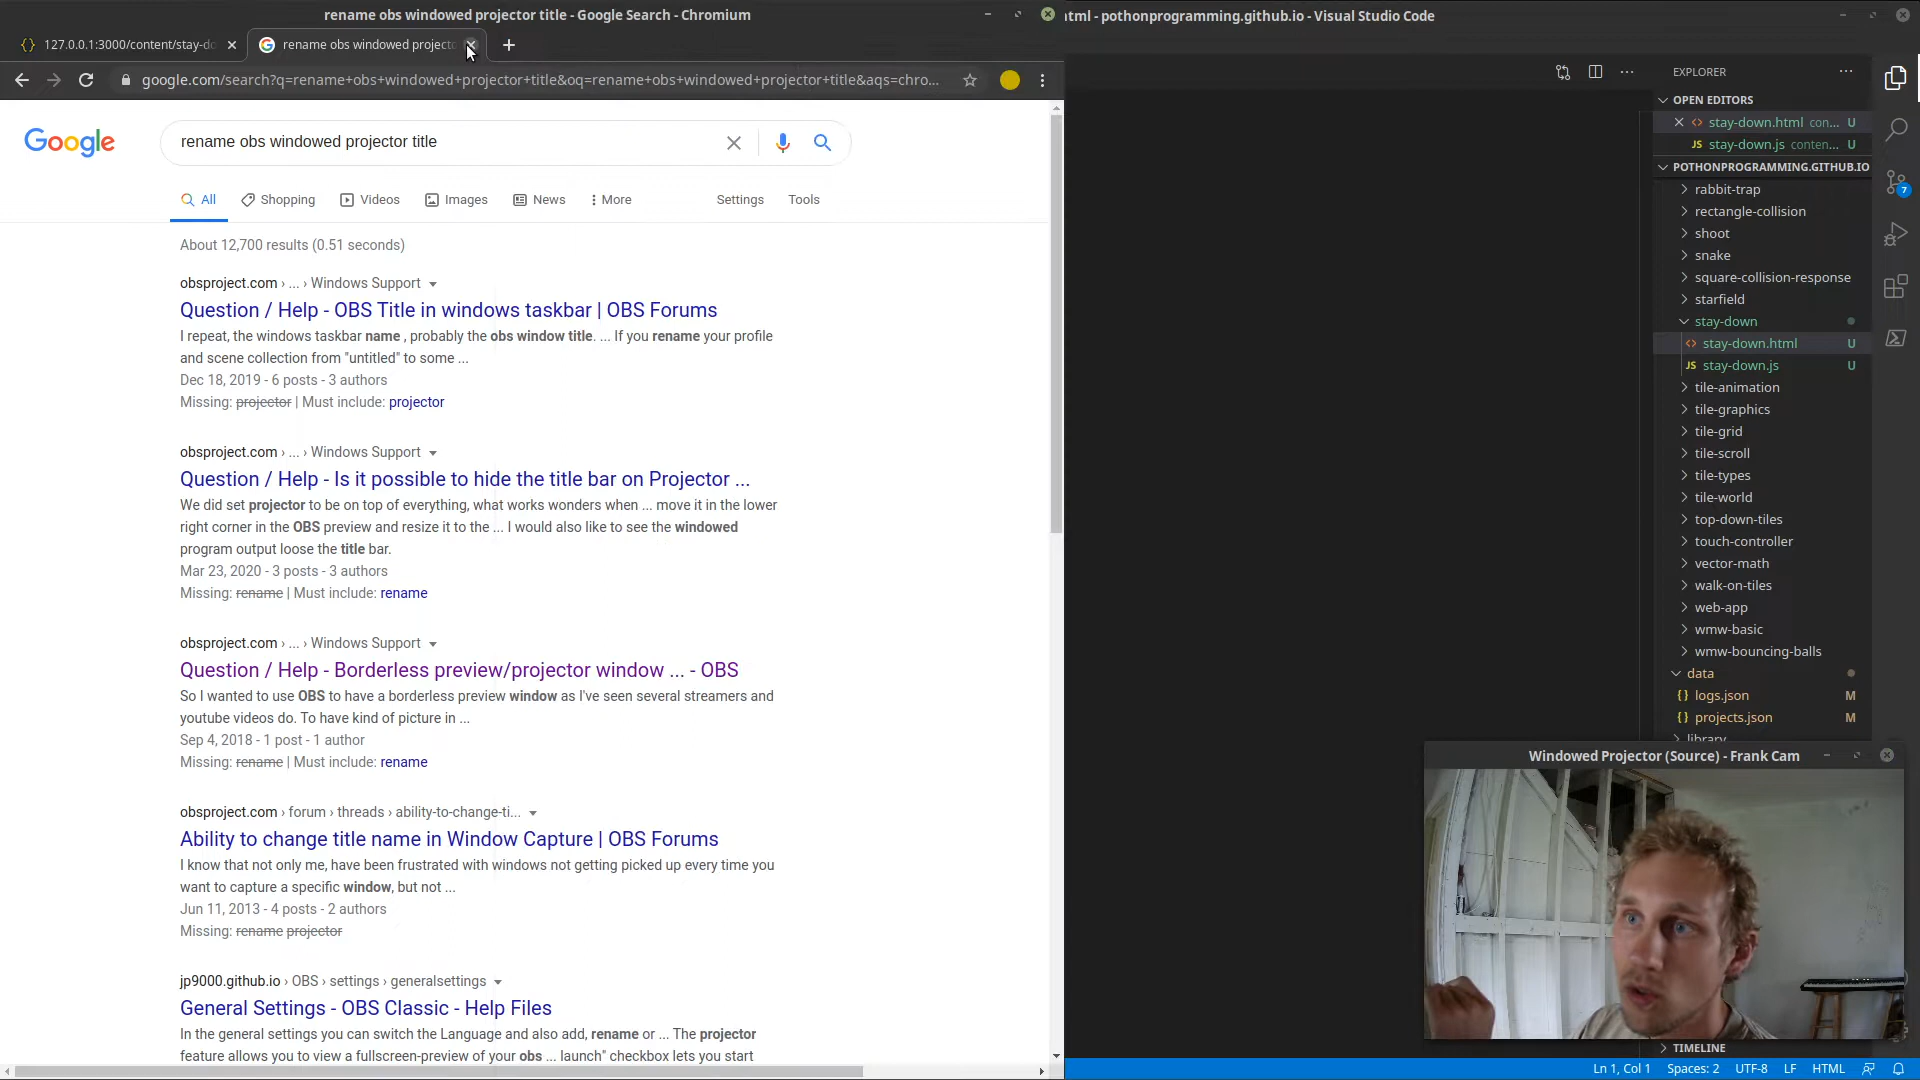 rename obs windowed projector title - Google Search - Chromium
127.0.0.1:3000/content/stay-do
rename obs windowed projecto
google.com/search?q=rename+obs+windowed+projector+title&oq=rename+obs+windowed+projector+title&aqs=chro...
Google
rename obs windowed projector title
All
Shopping
Videos
Images
News
More
Settings
Tools
About 12,700 results (0.51 seconds)
obsproject.com › ... › Windows Support
Question / Help - OBS Title in windows taskbar | OBS Forums
I repeat, the windows taskbar name , probably the obs window title. ... If you rename your profile
and scene collection from "untitled" to some ...
Dec 18, 2019 - 6 posts - 3 authors
Missing: projector | Must include: projector
obsproject.com › ... › Windows Support
Question / Help - Is it possible to hide the title bar on Projector ...
We did set projector to be on top of everything, what works wonders when ... move it in the lower
right corner in the OBS preview and resize it to the ... I would also like to see the windowed
program output loose the title bar.
Mar 23, 2020 - 3 posts - 3 authors
Missing: rename | Must include: rename
obsproject.com › ... › Windows Support
Question / Help - Borderless preview/projector window ... - OBS
So I wanted to use OBS to have a borderless preview window as I've seen several streamers and
youtube videos do. To have kind of picture in ...
Sep 4, 2018 - 1 post - 1 author
Missing: rename | Must include: rename
obsproject.com › forum › threads › ability-to-change-ti...
Ability to change title name in Window Capture | OBS Forums
I know that not only me, have been frustrated with windows not getting picked up every time you
want to capture a specific window, but not ...
Jun 11, 2013 - 4 posts - 2 authors
Missing: rename projector
jp9000.github.io › OBS › settings › generalsettings
General Settings - OBS Classic - Help Files
In the general settings you can switch the Language and also add, rename or ... The projector
feature allows you to view a fullscreen-preview of your obs ... launch" checkbox lets you start
html - pothonprogramming.github.io - Visual Studio Code
EXPLORER
OPEN EDITORS
stay-down.html con... U
JS stay-down.js conten... U
POTHONPROGRAMMING.GITHUB.IO
rabbit-trap
rectangle-collision
shoot
snake
square-collision-response
starfield
stay-down
stay-down.html U
JS stay-down.js U
tile-animation
tile-graphics
tile-grid
tile-scroll
tile-types
tile-world
top-down-tiles
touch-controller
vector-math
walk-on-tiles
web-app
wmw-basic
wmw-bouncing-balls
data
{} logs.json M
{} projects.json M
library
7
Windowed Projector (Source) - Frank Cam
TIMELINE
Ln 1, Col 1
Spaces: 2
UTF-8
LF
HTML